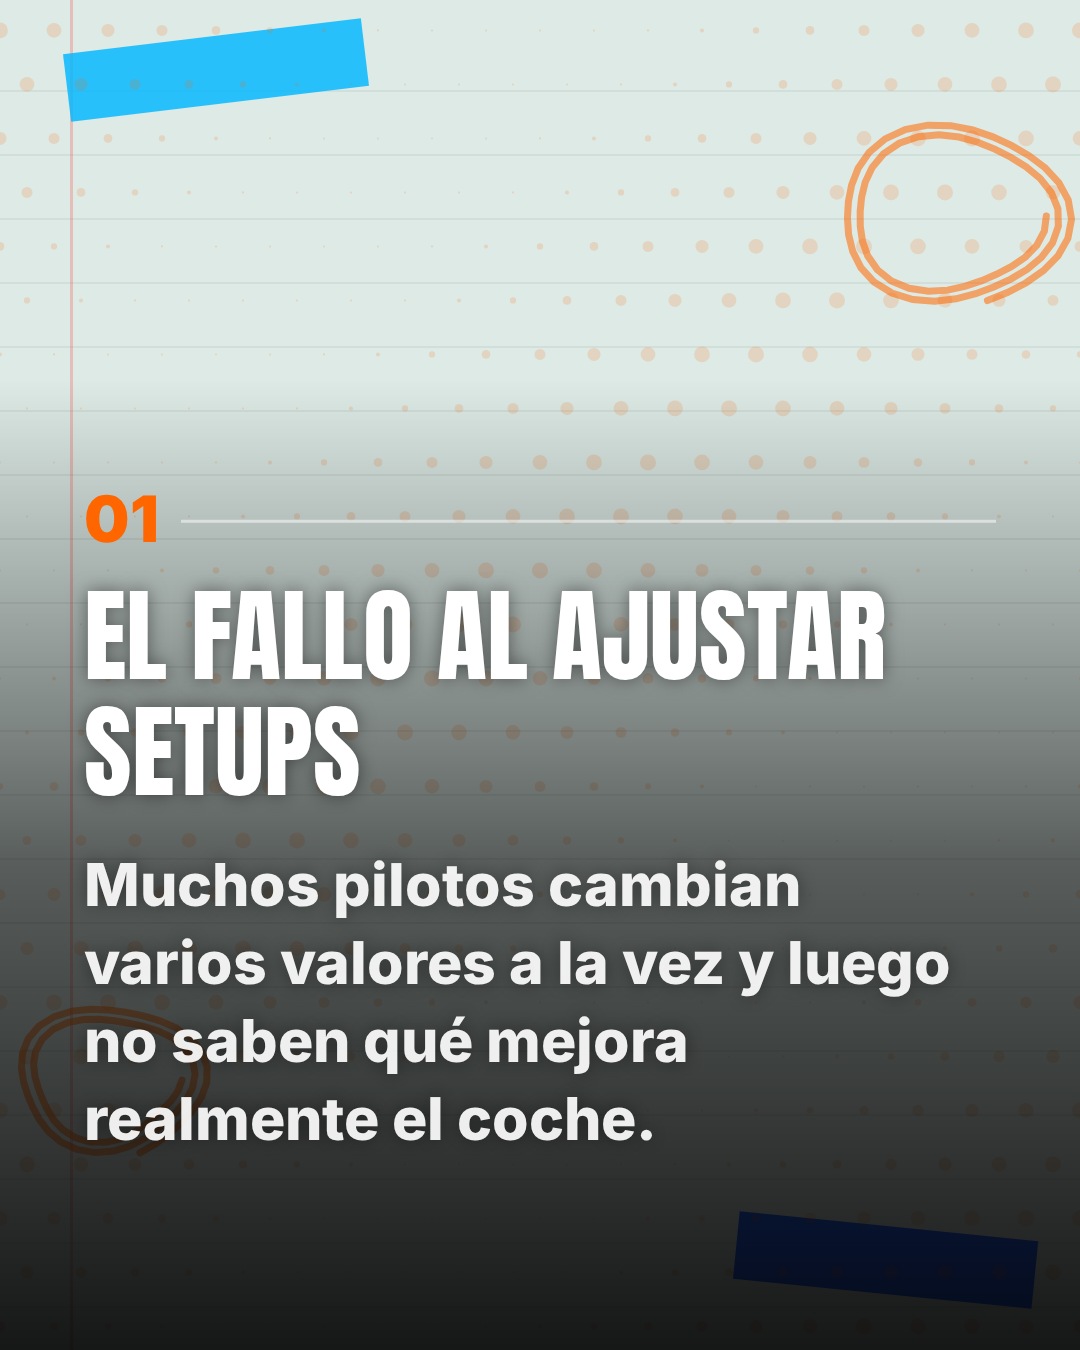 01
EL FALLO AL AJUSTAR
SETUPS
Muchos pilotos cambian
varios valores a la vez y luego
no saben qué mejora
realmente el coche.